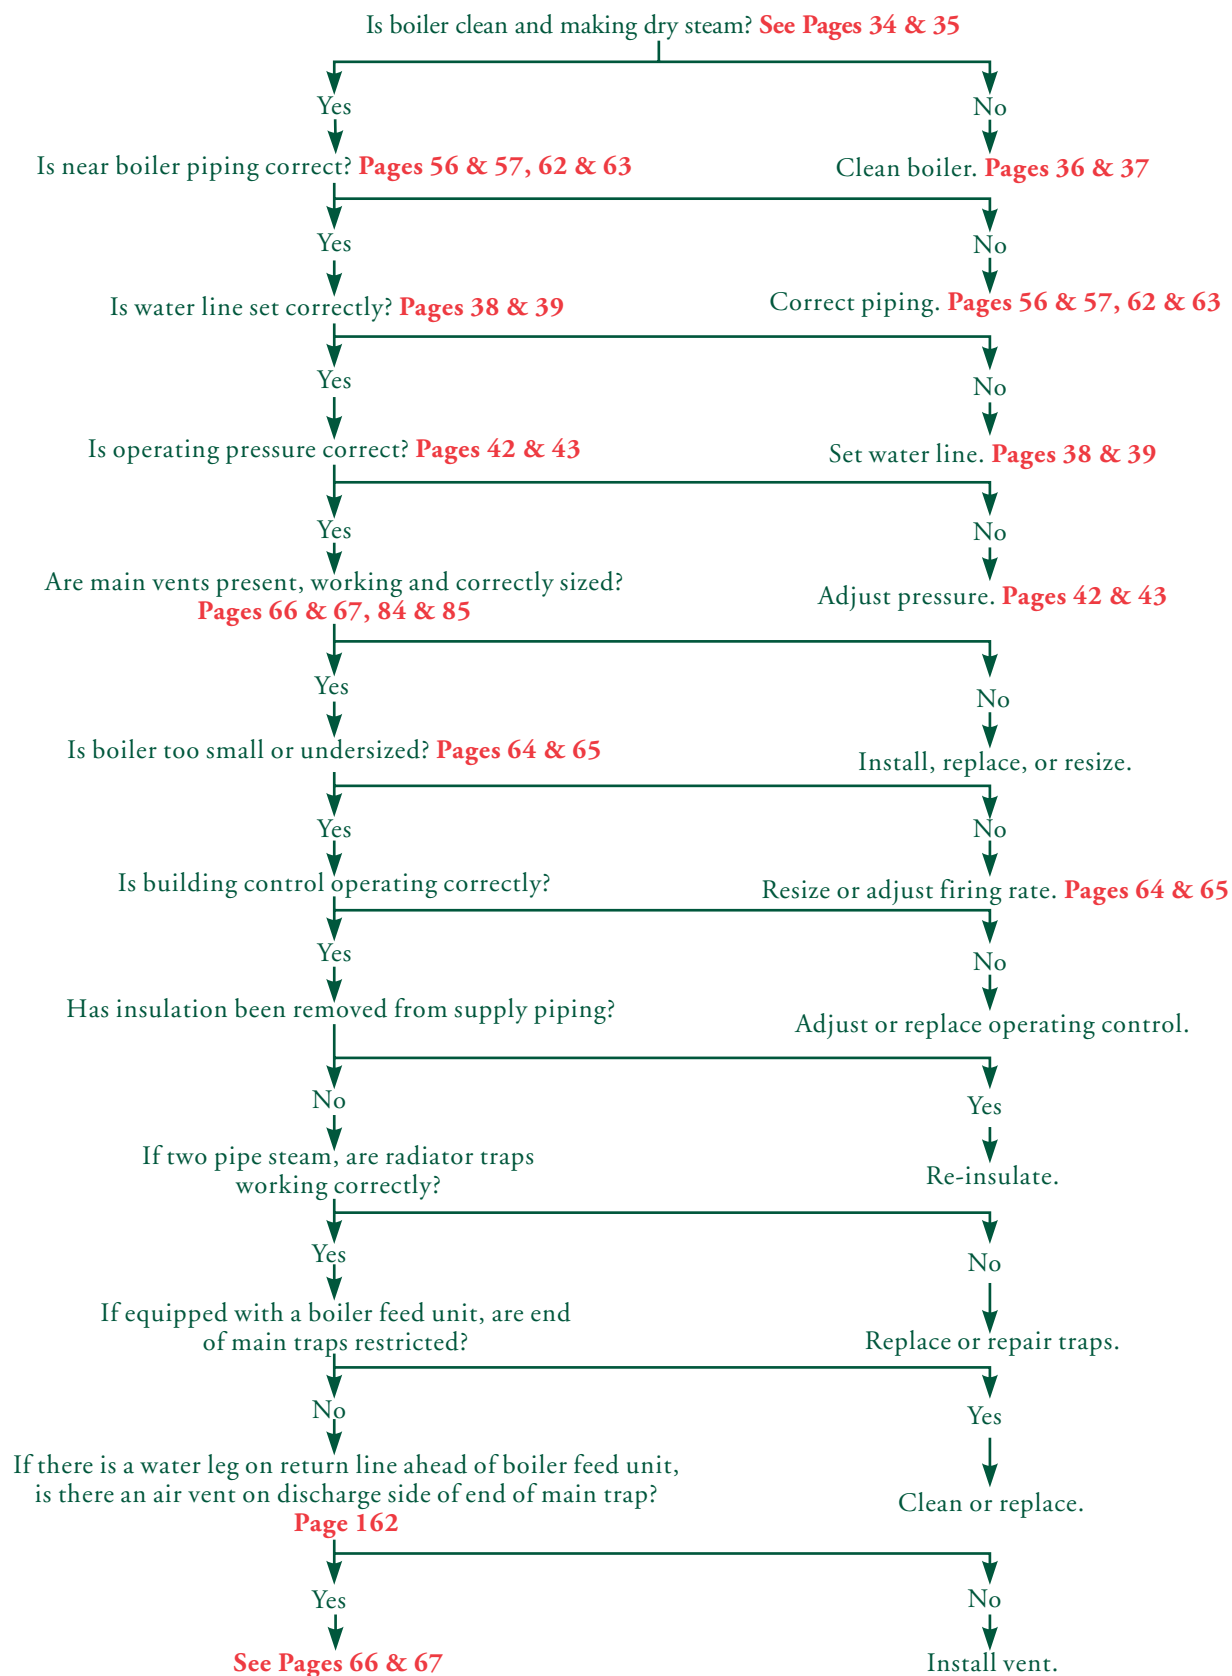 Is boiler clean and making dry steam? See Pages 34 & 35
Yes
No
Is near boiler piping correct? Pages 56 & 57, 62 & 63
Clean boiler. Pages 36 & 37
Yes
No
Is water line set correctly? Pages 38 & 39
Correct piping. Pages 56 & 57, 62 & 63
Yes
No
Is operating pressure correct? Pages 42 & 43
Set water line. Pages 38 & 39
Yes
No
Are main vents present, working and correctly sized?
Pages 66 & 67, 84 & 85
Adjust pressure. Pages 42 & 43
Yes
No
Is boiler too small or undersized? Pages 64 & 65
Install, replace, or resize.
Yes
No
Is building control operating correctly?
Resize or adjust firing rate. Pages 64 & 65
Yes
No
Has insulation been removed from supply piping?
Adjust or replace operating control.
No
Yes
If two pipe steam, are radiator traps
working correctly?
Re-insulate.
Yes
No
If equipped with a boiler feed unit, are end
of main traps restricted?
Replace or repair traps.
No
Yes
If there is a water leg on return line ahead of boiler feed unit,
is there an air vent on discharge side of end of main trap?
Page 162
Clean or replace.
Yes
No
See Pages 66 & 67
Install vent.